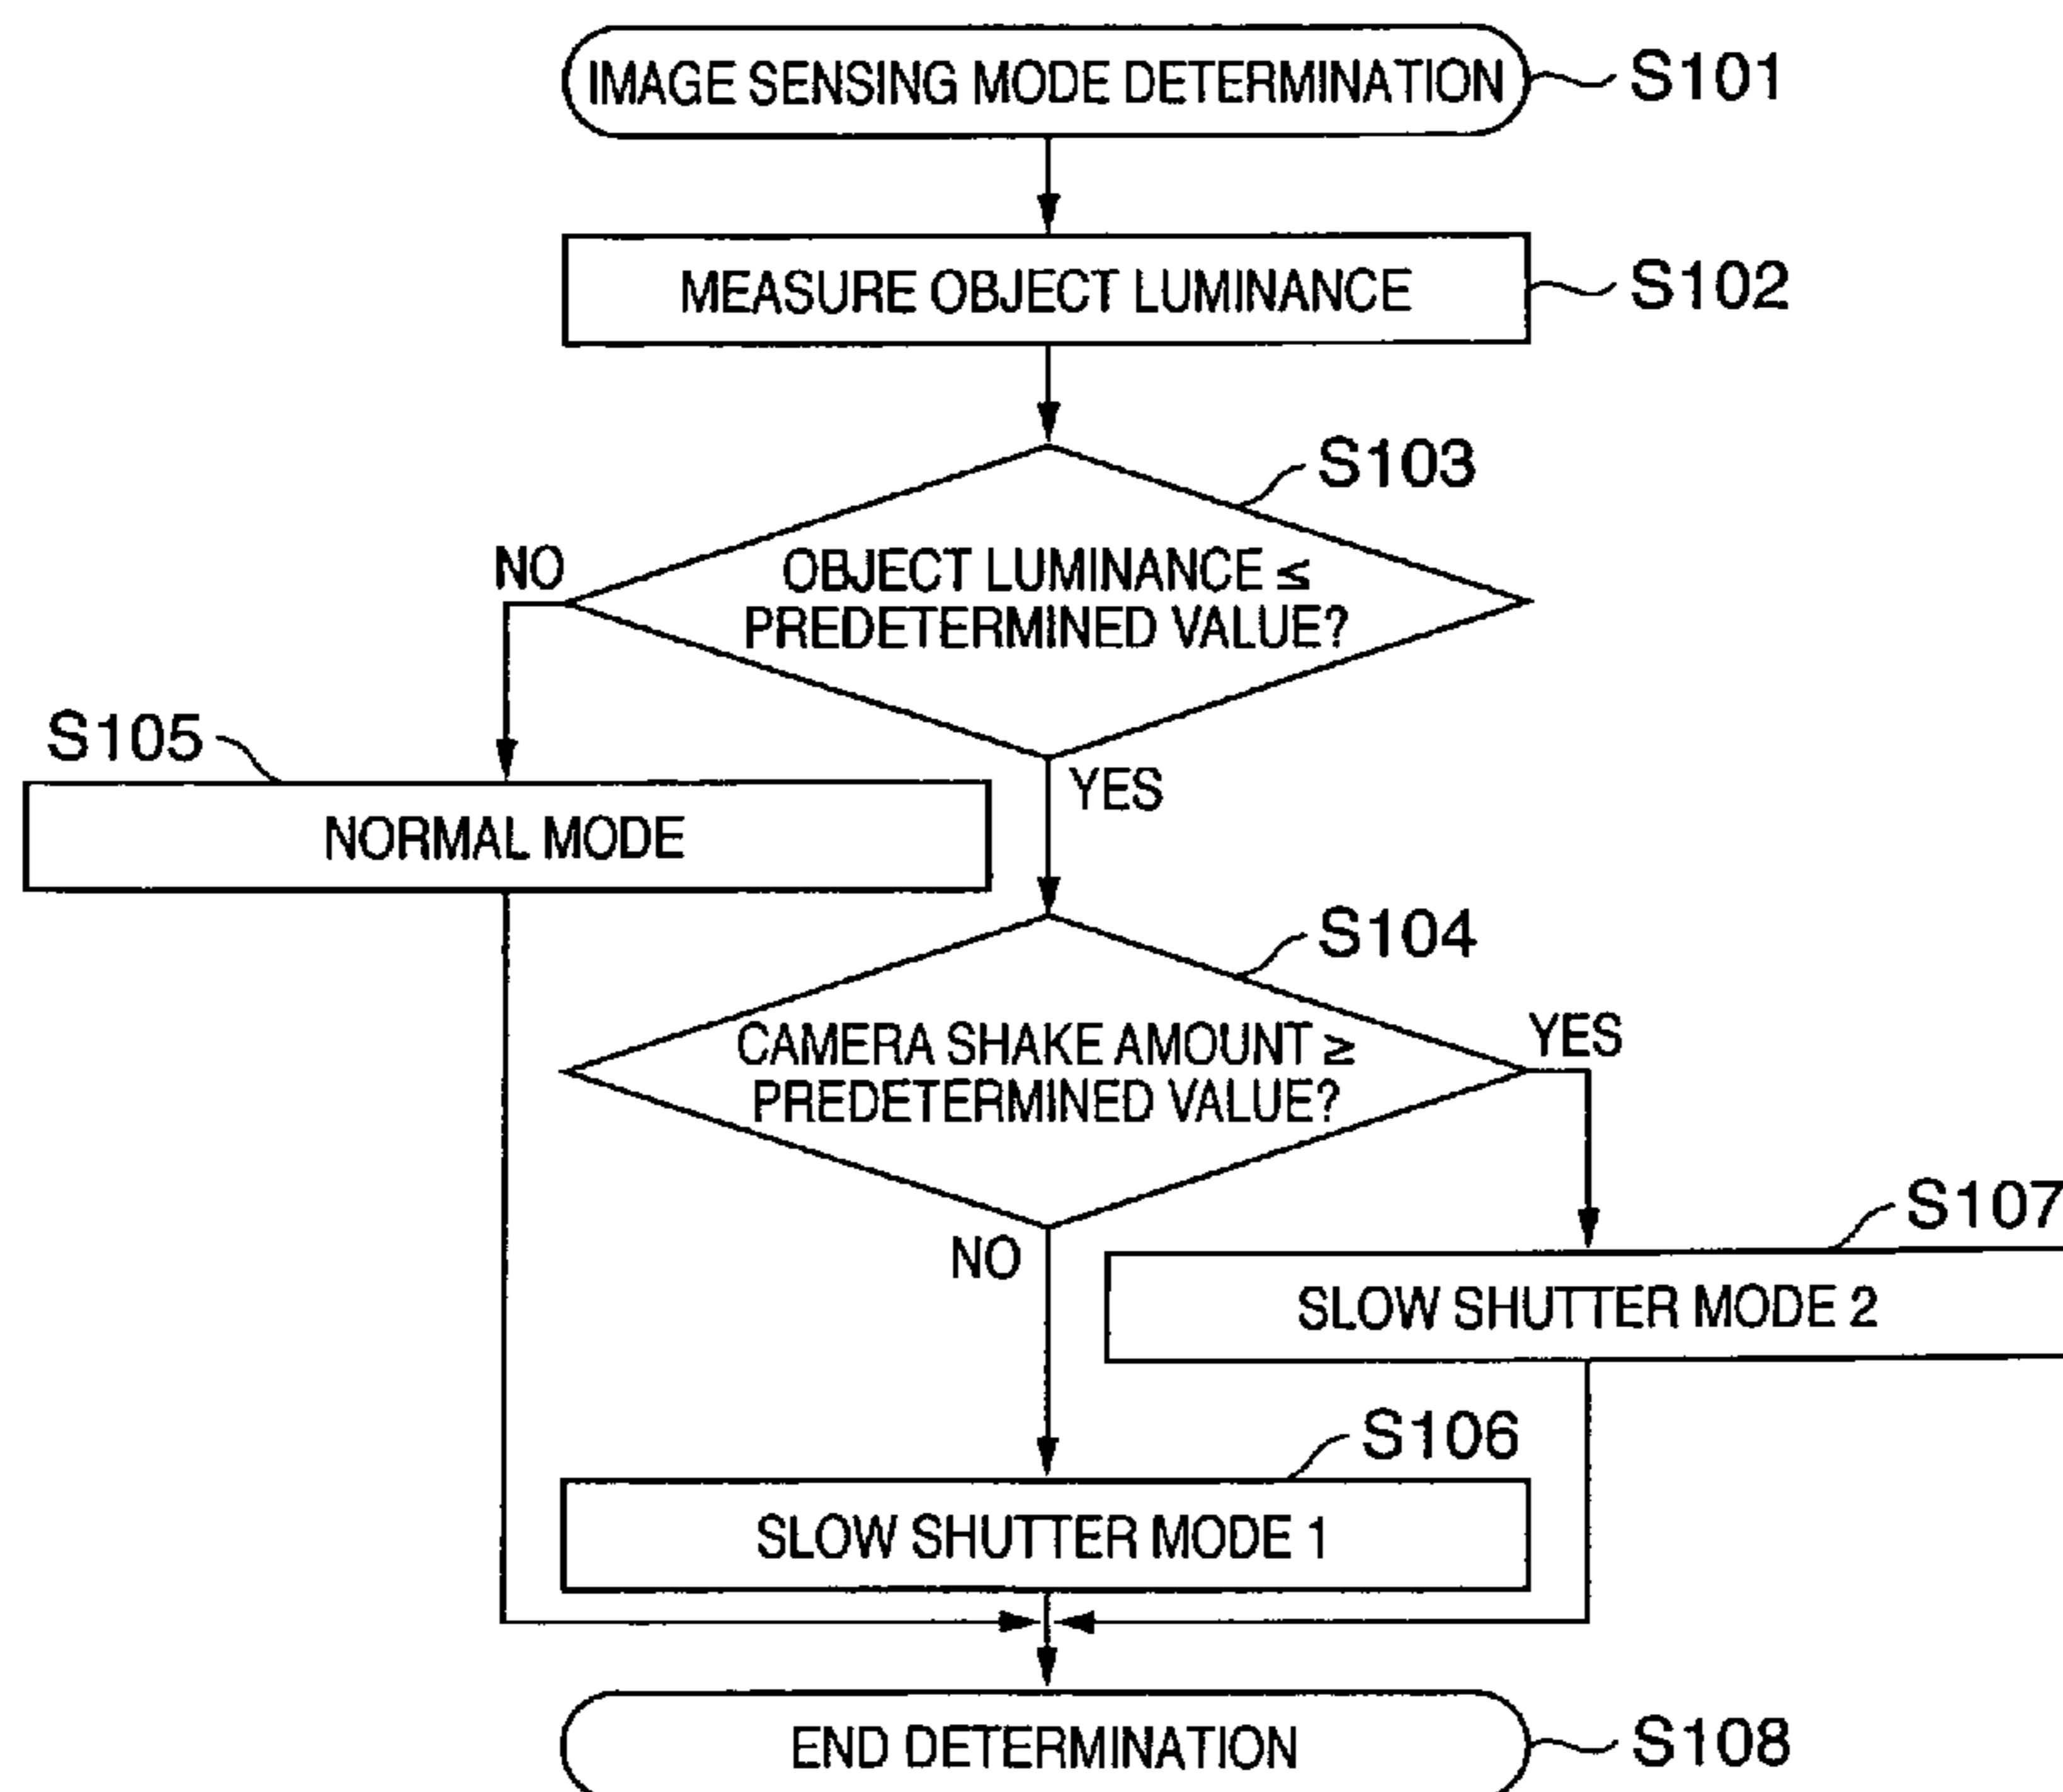 IMAGE SENSING MODE DETERMINATION
S101
MEASURE OBJECT LUMINANCE
S102
S103
OBJECT LUMINANCE ≤
PREDETERMINED VALUE?
NO
YES
S105
NORMAL MODE
S104
CAMERA SHAKE AMOUNT ≥
PREDETERMINED VALUE?
YES
NO
S107
SLOW SHUTTER MODE 2
S106
SLOW SHUTTER MODE 1
END DETERMINATION
S108